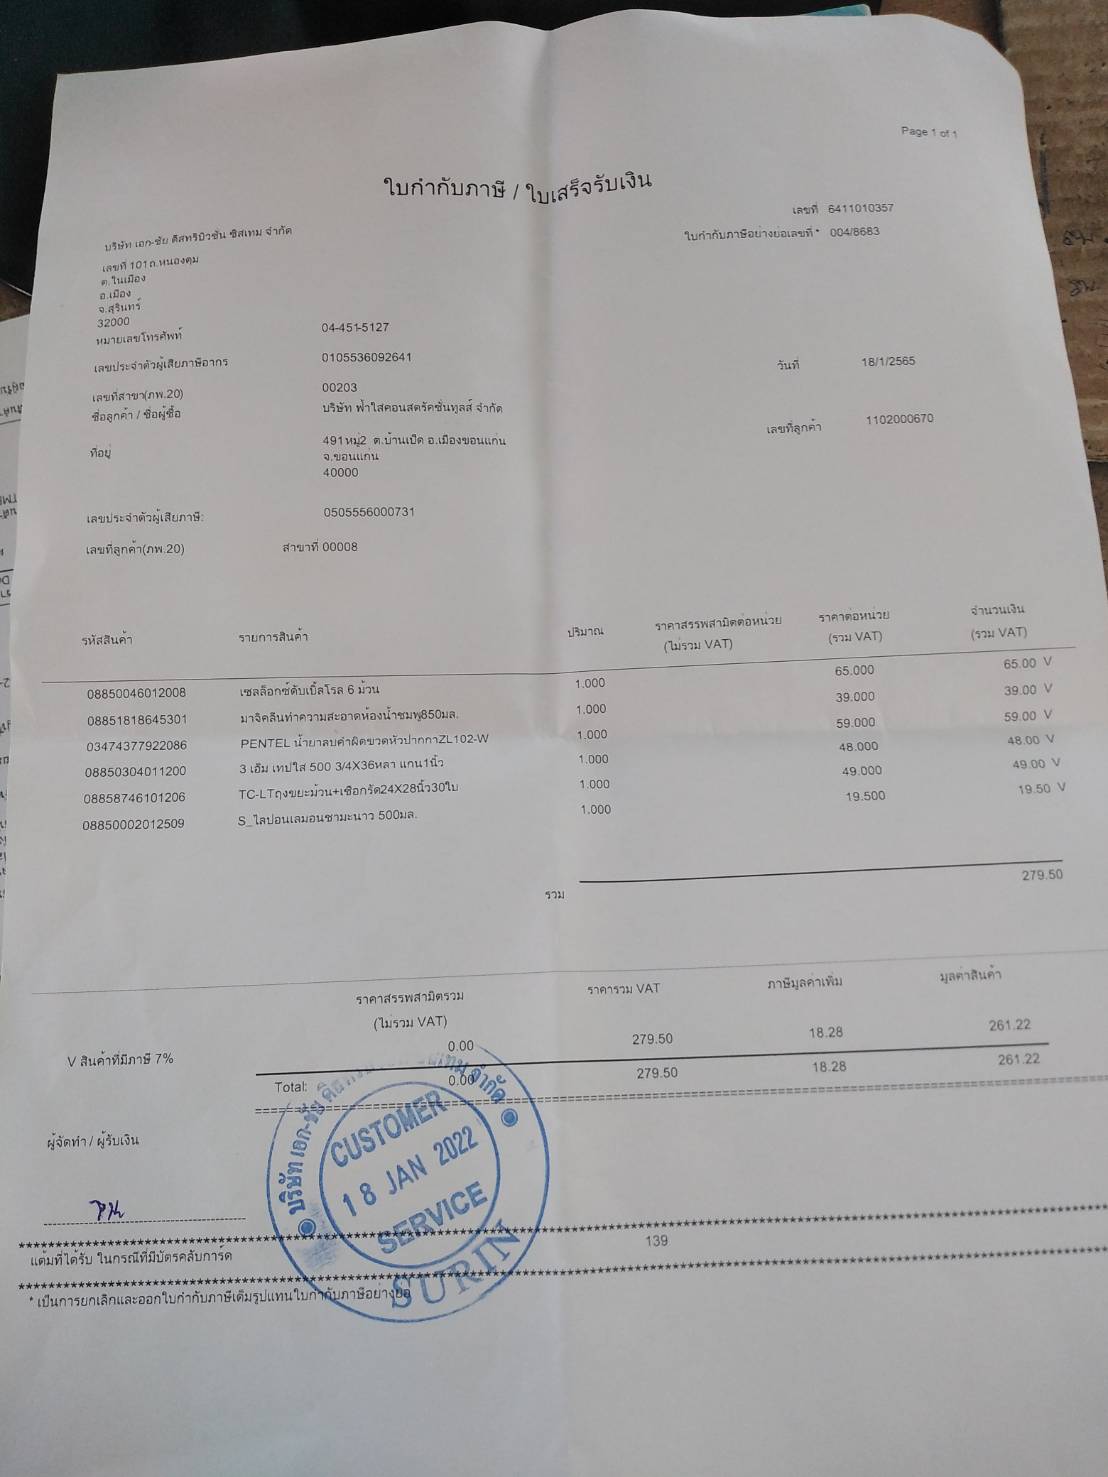 Page 1 of 1
ใบกำกับภาษี / ใบเสร็จรับเงิน
เลขที่ 6411010357
บริษัท เอก-ชัย ดีสทริบิวชั่น ซิสเทม จำกัด
ใบกำกับภาษีอย่างย่อเลขที่ * 004/8683
เลขที่ 101 ถ.หนองดุม
ต.ในเมือง
อ.เมือง
จ.สุรินทร์
32000
หมายเลขโทรศัพท์ 04-451-5127
เลขประจำตัวผู้เสียภาษีอากร 0105536092641
วันที่ 18/1/2565
เลขที่สาขา(ภพ.20) 00203
ชื่อลูกค้า / ชื่อผู้ซื้อ บริษัท ฟ้าใสคอนสตรัคชั่นทูลส์ จำกัด
เลขที่ลูกค้า 1102000670
ที่อยู่ 491หมู่2 ต.บ้านเป็ด อ.เมืองขอนแก่น
จ.ขอนแก่น
40000
เลขประจำตัวผู้เสียภาษี: 0505556000731
เลขที่ลูกค้า(ภพ.20) สาขาที่ 00008
รหัสสินค้า รายการสินค้า ปริมาณ ราคาสรรพสามิตต่อหน่วย ราคาต่อหน่วย จำนวนเงิน
(ไม่รวม VAT) (รวม VAT) (รวม VAT)
08850046012008 เซลล็อกซ์ดับเบิ้ลโรล 6 ม้วน 1.000 65.000 65.00 V
08851818645301 มาจิคลีนทำความสะอาดห้องน้ำชมพู850มล. 1.000 39.000 39.00 V
03474377922086 PENTEL น้ำยาลบคำผิดขวดหัวปากกาZL102-W 1.000 59.000 59.00 V
08850304011200 3 เอ็ม เทปใส 500 3/4X36หลา แกน1นิ้ว 1.000 48.000 48.00 V
08858746101206 TC-LTถุงขยะม้วน+เชือกรัด24X28นิ้ว30ใบ 1.000 49.000 49.00 V
08850002012509 S_ไลปอนเลมอนชามะนาว 500มล. 1.000 19.500 19.50 V
รวม 279.50
ราคาสรรพสามิตรวม ราคารวม VAT ภาษีมูลค่าเพิ่ม มูลค่าสินค้า
(ไม่รวม VAT)
V สินค้าที่มีภาษี 7% 0.00 279.50 18.28 261.22
Total: 0.00 279.50 18.28 261.22
ผู้จัดทำ / ผู้รับเงิน
บริษัท เอก-ชัย จำกัด
CUSTOMER
18 JAN 2022
SERVICE
SURIN
แต้มที่ได้รับ ในกรณีที่มีบัตรคลับการ์ด 139
* เป็นการยกเลิกและออกใบกำกับภาษีเต็มรูปแทนใบกำกับภาษีอย่างย่อ